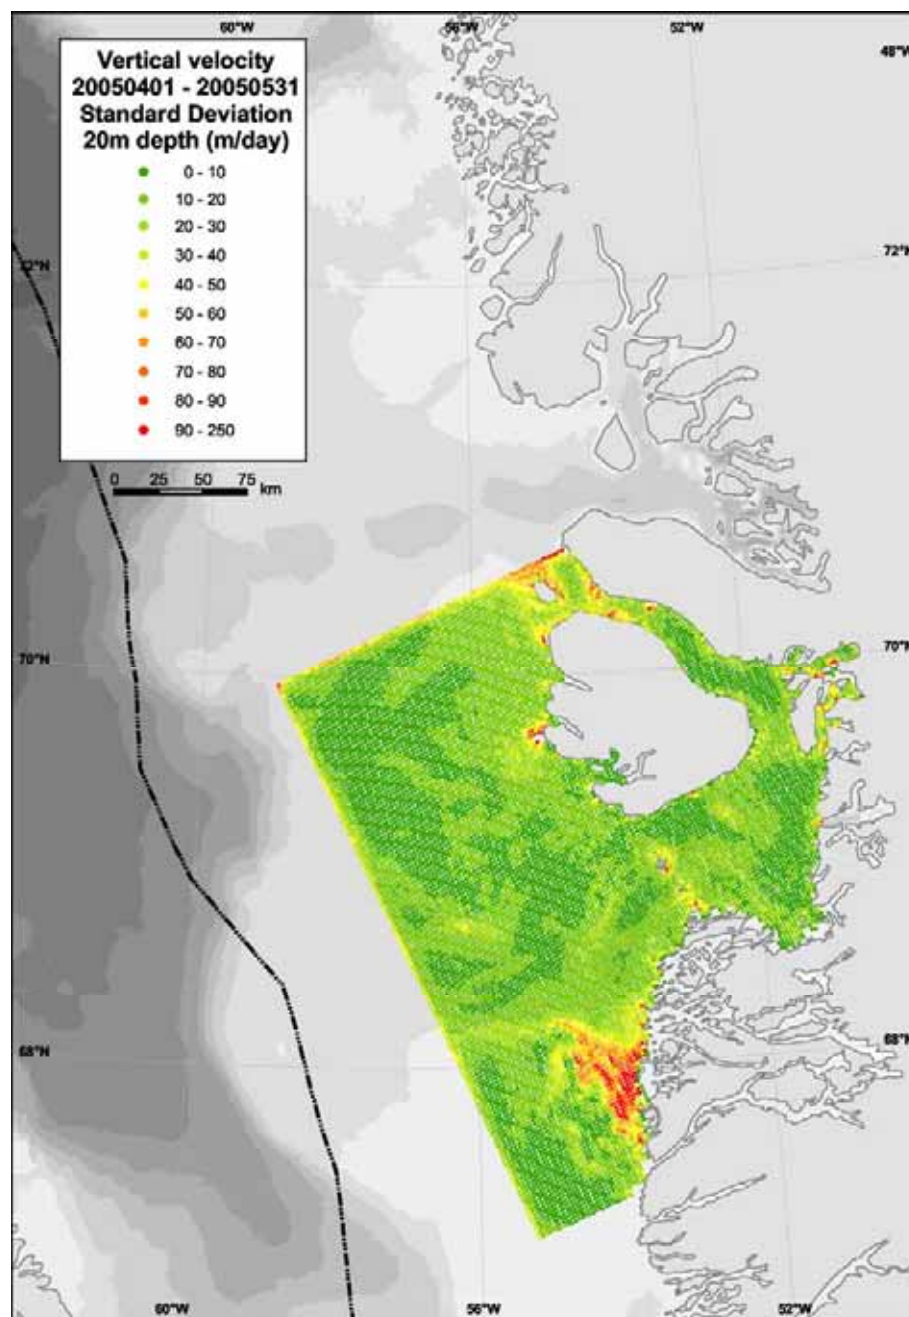 60°W 56°W 52°W
48°W
Vertical velocity
20050401 - 20050531
Standard Deviation
20m depth (m/day)
0 - 10
10 - 20
20 - 30
30 - 40
40 - 50
50 - 60
60 - 70
70 - 80
80 - 90
90 - 250
72°N 72°N
0 25 50 75 km
70°N 70°N
68°N 68°N
60°W 56°W 52°W